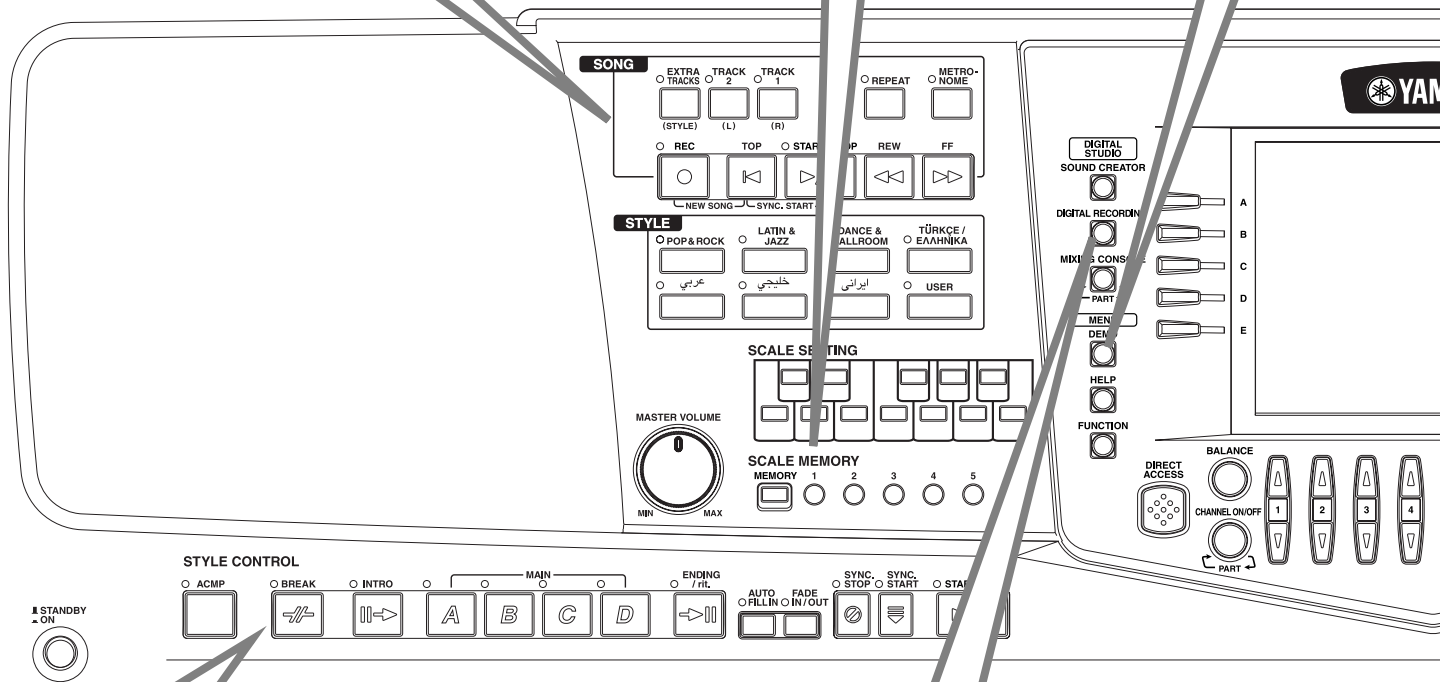 SONG
EXTRA TRACKS
TRACK 2
TRACK 1
REPEAT
METRO-NOME
(STYLE)
(L)
(R)
REC
TOP
REW
FF
NEW SONG
SYNC. START
STYLE
POP & ROCK
LATIN & JAZZ
TÜRKÇE / ΕΛΛΗΝΙΚΑ
عربي
خليجي
ايرانى
USER
SCALE
MASTER VOLUME
MIN
MAX
SCALE MEMORY
MEMORY
1
2
3
4
5
DIGITAL STUDIO
SOUND CREATOR
PART
HELP
FUNCTION
A
B
C
D
E
DIRECT ACCESS
BALANCE
CHANNEL ON/OFF
PART
1
2
3
4
STYLE CONTROL
ACMP
BREAK
INTRO
MAIN
A
B
C
D
ENDING / rit.
AUTO FILL IN
FADE IN / OUT
SYNC. STOP
SYNC. START
STANDBY
ON